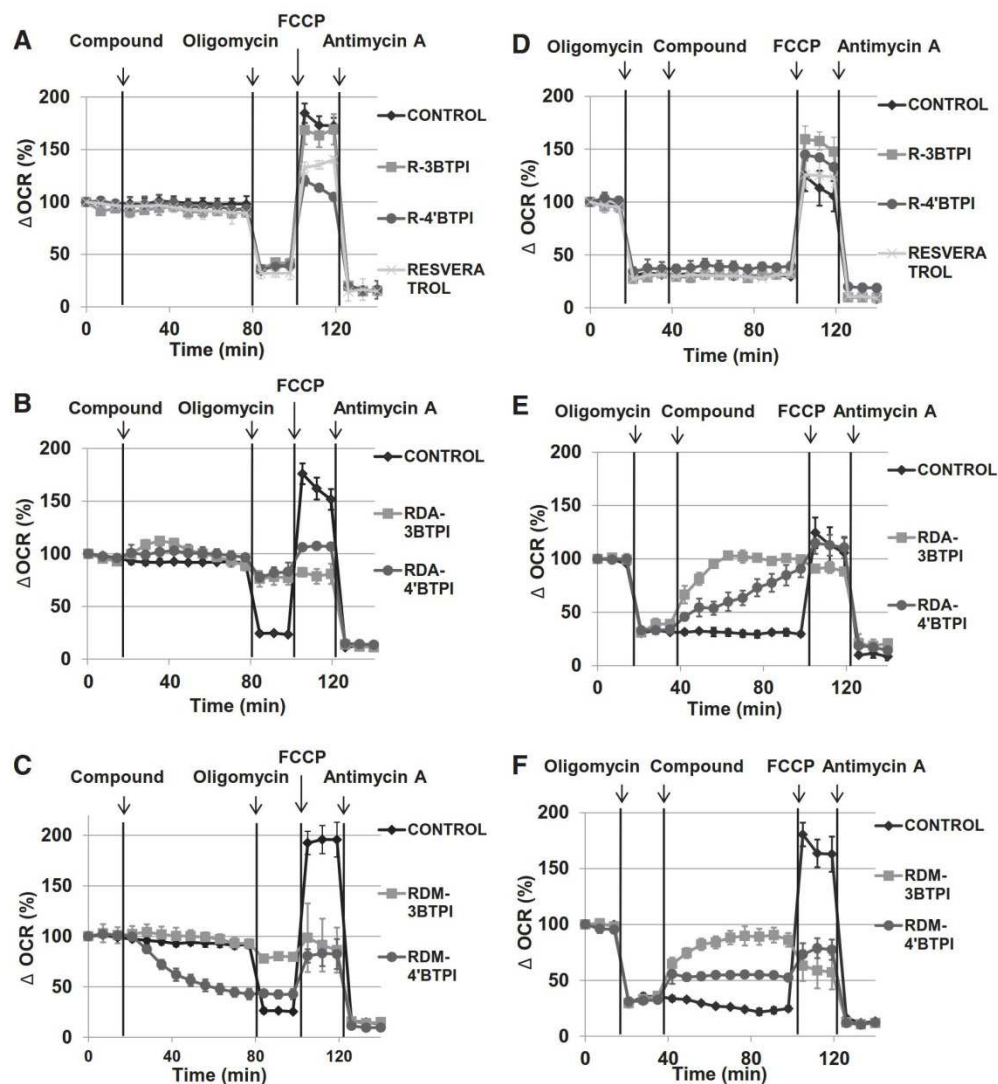 A
Compound
Oligomycin
FCCP
Antimycin A
Δ OCR (%)
200
150
100
50
0
0 40 80 120
Time (min)
CONTROL
R-3BTPI
R-4'BTPI
RESVERA
TROL
D
Oligomycin
Compound
FCCP
Antimycin A
Δ OCR (%)
200
150
100
50
0
0 40 80 120
Time (min)
CONTROL
R-3BTPI
R-4'BTPI
RESVERA
TROL
B
Compound
Oligomycin
FCCP
Antimycin A
Δ OCR (%)
200
150
100
50
0
0 40 80 120
Time (min)
CONTROL
RDA-
3BTPI
RDA-
4'BTPI
E
Oligomycin
Compound
FCCP
Antimycin A
Δ OCR (%)
200
150
100
50
0
0 40 80 120
Time (min)
CONTROL
RDA-
3BTPI
RDA-
4'BTPI
C
Compound
Oligomycin
FCCP
Antimycin A
Δ OCR (%)
200
150
100
50
0
0 40 80 120
Time (min)
CONTROL
RDM-
3BTPI
RDM-
4'BTPI
F
Oligomycin
Compound
FCCP
Antimycin A
Δ OCR (%)
200
150
100
50
0
0 40 80 120
Time (min)
CONTROL
RDM-
3BTPI
RDM-
4'BTPI